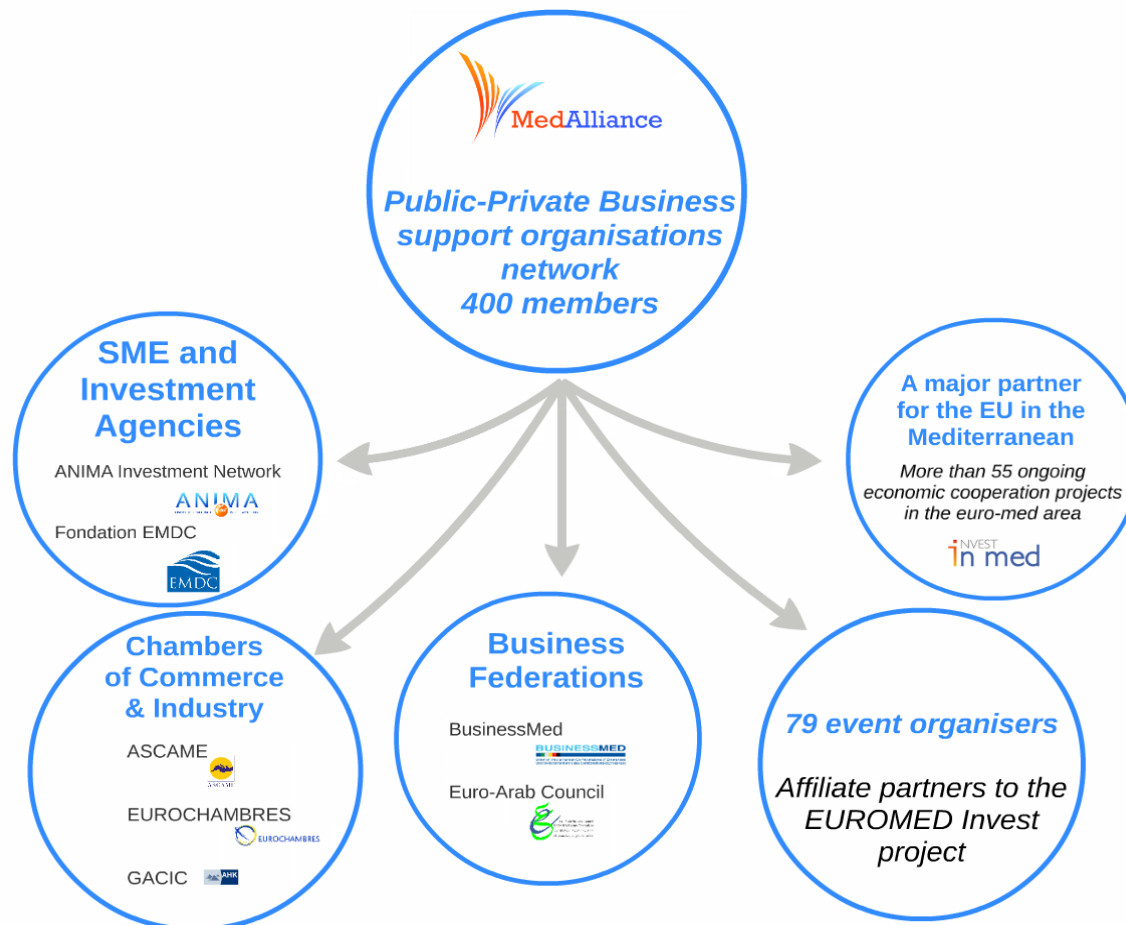 MedAlliance
Public-Private Business
support organisations
network
400 members
SME and
Investment
Agencies
ANIMA Investment Network
ANIMA
Fondation EMDC
EMDC
A major partner
for the EU in the
Mediterranean
More than 55 ongoing
economic cooperation projects
in the euro-med area
INVEST
in med
Chambers
of Commerce
& Industry
ASCAME
ASCAME
EUROCHAMBRES
EUROCHAMBRES
GACIC
AHK
Business
Federations
BusinessMed
BUSINESSMED
Euro-Arab Council
79 event organisers
Affiliate partners to the
EUROMED Invest
project